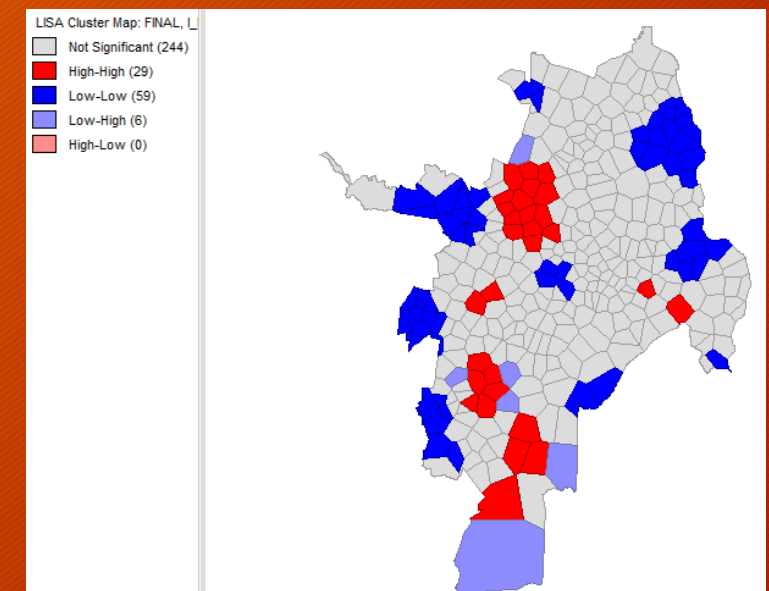 LISA Cluster Map: FINAL, I_
Not Significant (244)
High-High (29)
Low-Low (59)
Low-High (6)
High-Low (0)